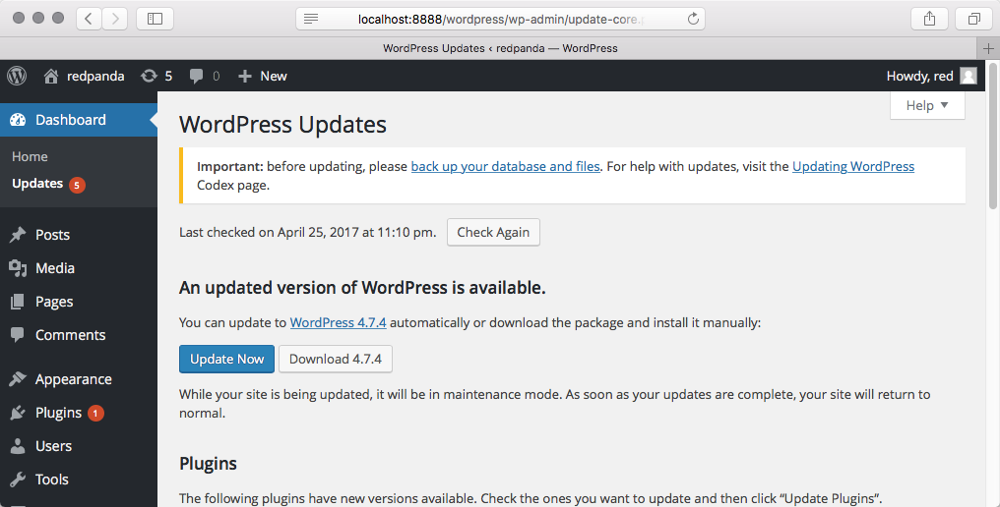 localhost:8888/wordpress/wp-admin/update-core.
WordPress Updates ‹ redpanda — WordPress
redpanda 5 0 New Howdy, red
Help
Dashboard
Home
Updates 5
Posts
Media
Pages
Comments
Appearance
Plugins 1
Users
Tools
WordPress Updates
Important: before updating, please back up your database and files. For help with updates, visit the Updating WordPress
Codex page.
Last checked on April 25, 2017 at 11:10 pm. Check Again
An updated version of WordPress is available.
You can update to WordPress 4.7.4 automatically or download the package and install it manually:
Update Now Download 4.7.4
While your site is being updated, it will be in maintenance mode. As soon as your updates are complete, your site will return to
normal.
Plugins
The following plugins have new versions available. Check the ones you want to update and then click “Update Plugins”.